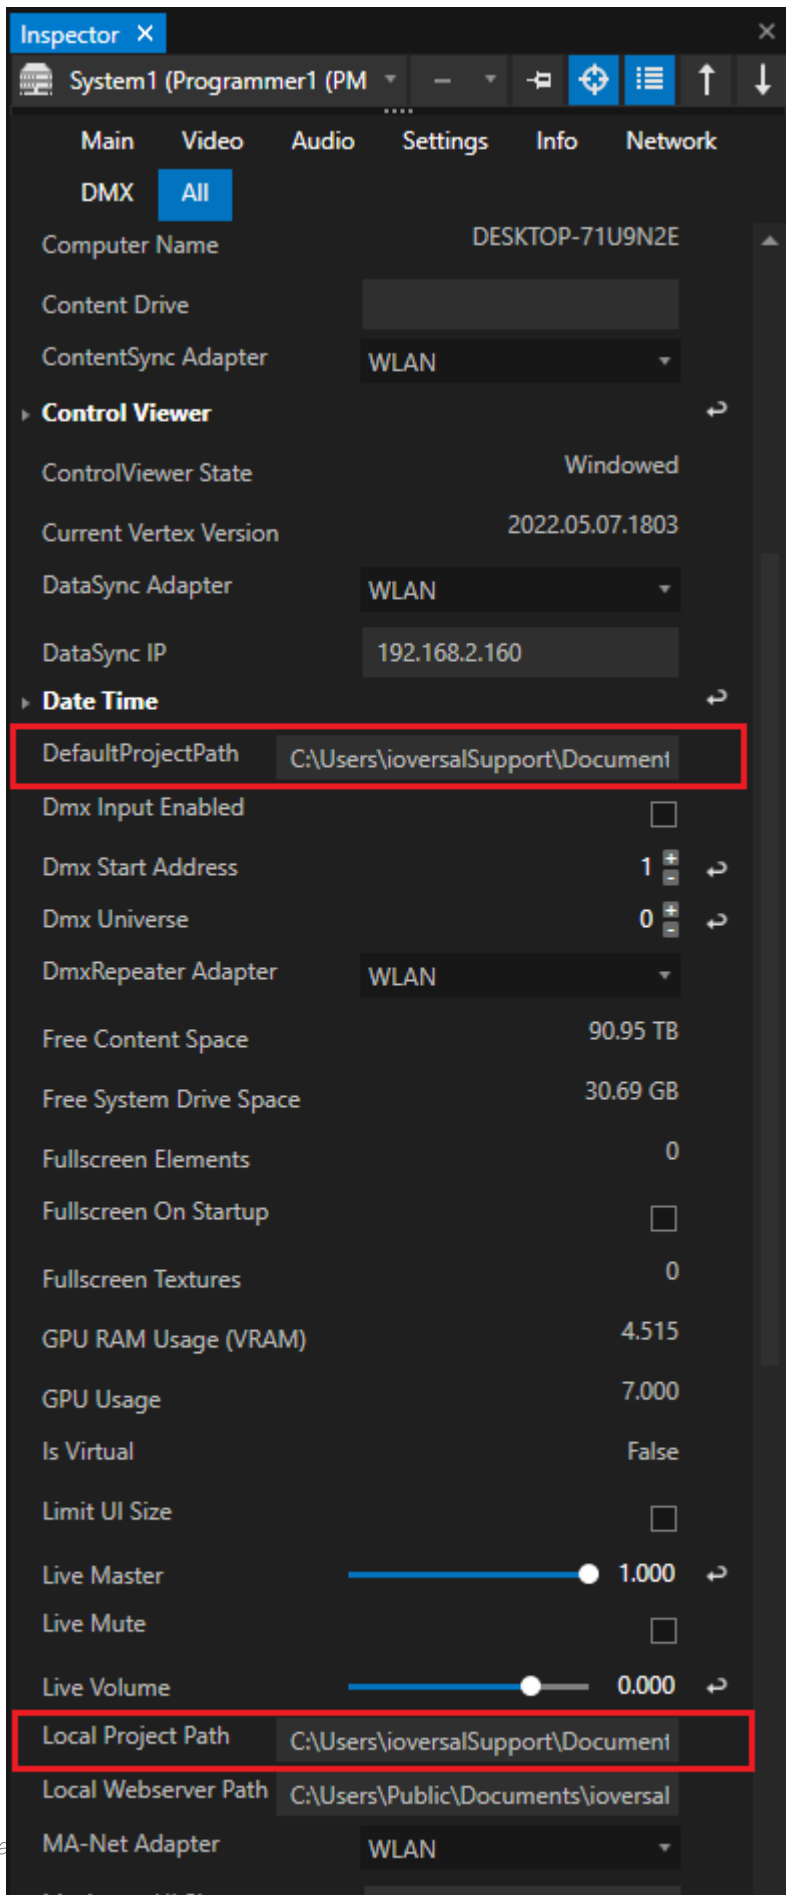 Inspector
System1 (Programmer1 (PM
Main Video Audio Settings Info Network
DMX All
Computer Name DESKTOP-71U9N2E
Content Drive
ContentSync Adapter WLAN
Control Viewer
ControlViewer State Windowed
Current Vertex Version 2022.05.07.1803
DataSync Adapter WLAN
DataSync IP 192.168.2.160
Date Time
DefaultProjectPath C:\Users\ioversalSupport\Document
Dmx Input Enabled
Dmx Start Address 1
Dmx Universe 0
DmxRepeater Adapter WLAN
Free Content Space 90.95 TB
Free System Drive Space 30.69 GB
Fullscreen Elements 0
Fullscreen On Startup
Fullscreen Textures 0
GPU RAM Usage (VRAM) 4.515
GPU Usage 7.000
Is Virtual False
Limit UI Size
Live Master 1.000
Live Mute
Live Volume 0.000
Local Project Path C:\Users\ioversalSupport\Document
Local Webserver Path C:\Users\Public\Documents\ioversal
MA-Net Adapter WLAN